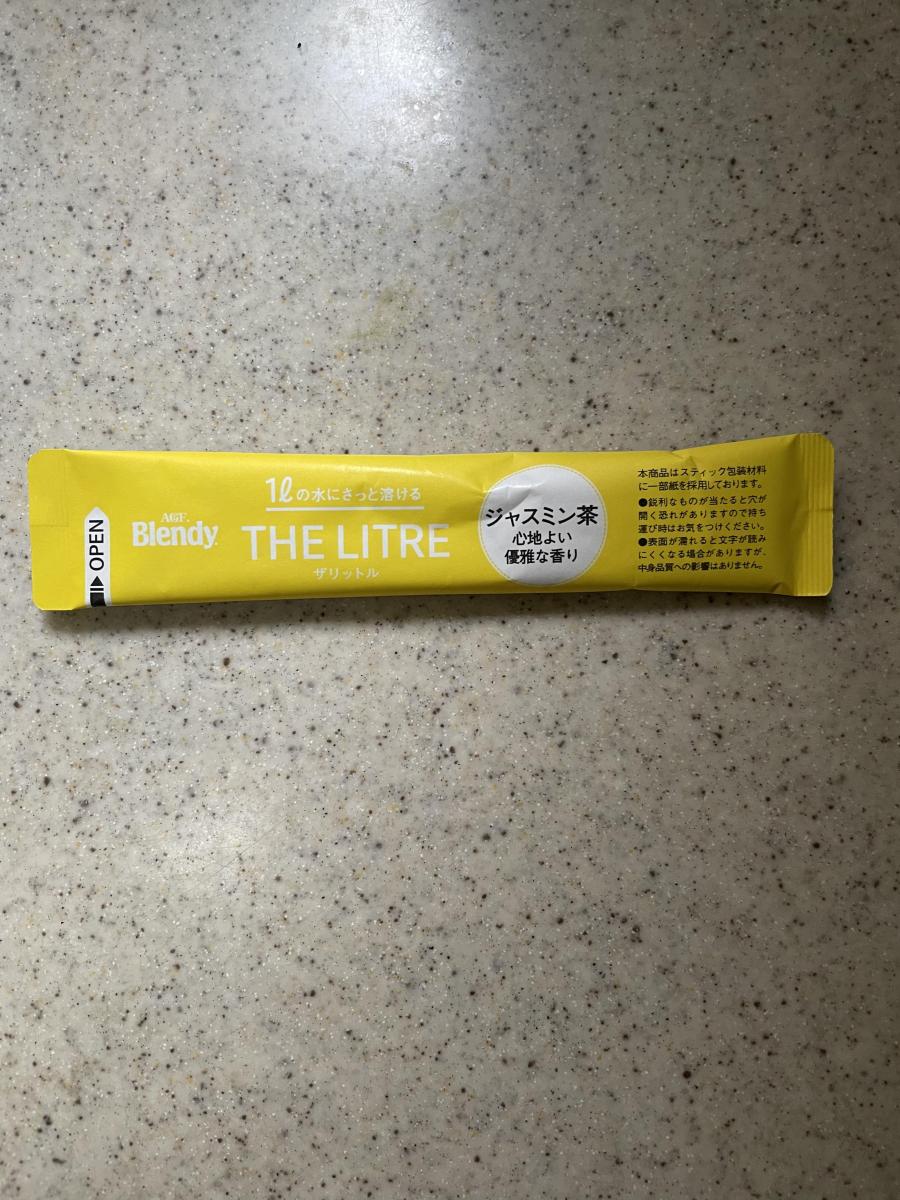 OPEN
AGF.
Blendy
1ℓの水にさっと溶ける
THE LITRE
ザリットル
ジャスミン茶
心地よい
優雅な香り
本商品はスティック包装材料
に一部紙を採用しております。
●鋭利なものが当たると穴が
開く恐れがありますので持ち
運び時はお気をつけください。
●表面が濡れると文字が読み
にくくなる場合がありますが、
中身品質への影響はありません。